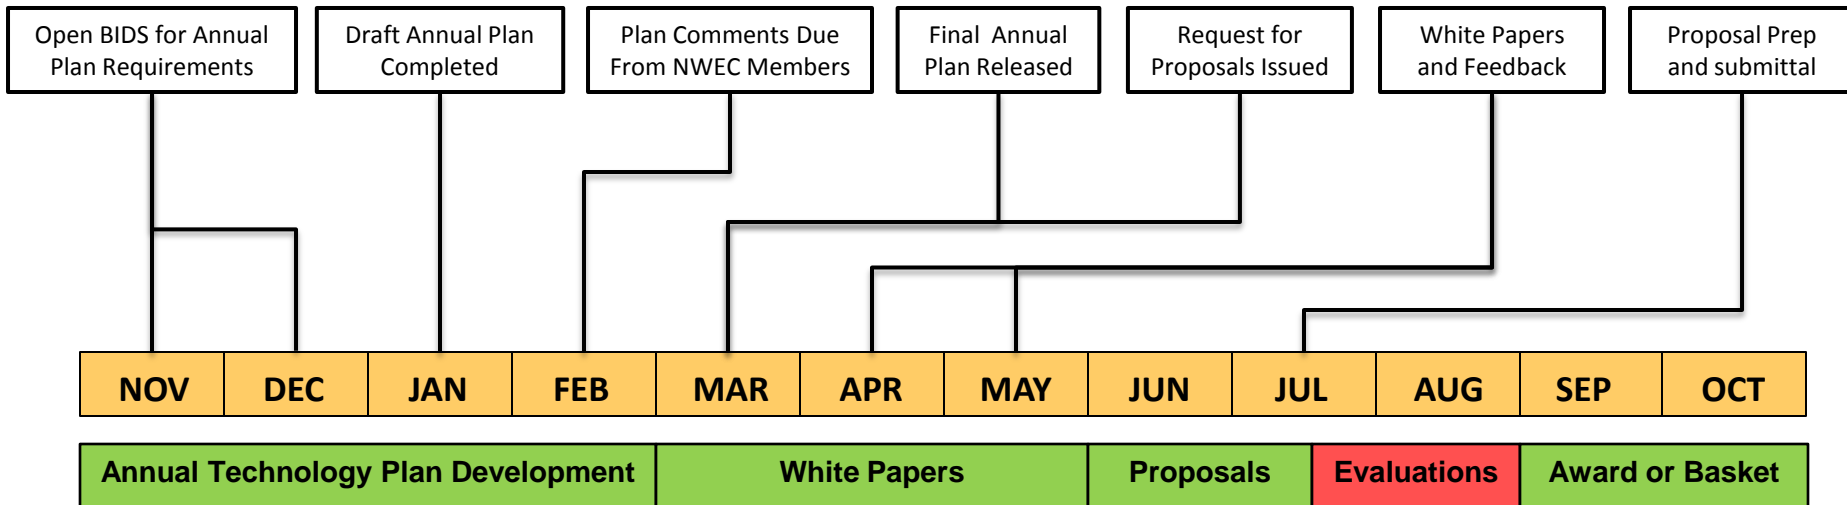 Open BIDS for Annual
Plan Requirements
Draft Annual Plan
Completed
Plan Comments Due
From NWEC Members
Final Annual
Plan Released
Request for
Proposals Issued
White Papers
and Feedback
Proposal Prep
and submittal
NOV DEC JAN FEB MAR APR MAY JUN JUL AUG SEP OCT
Annual Technology Plan Development White Papers Proposals Evaluations Award or Basket